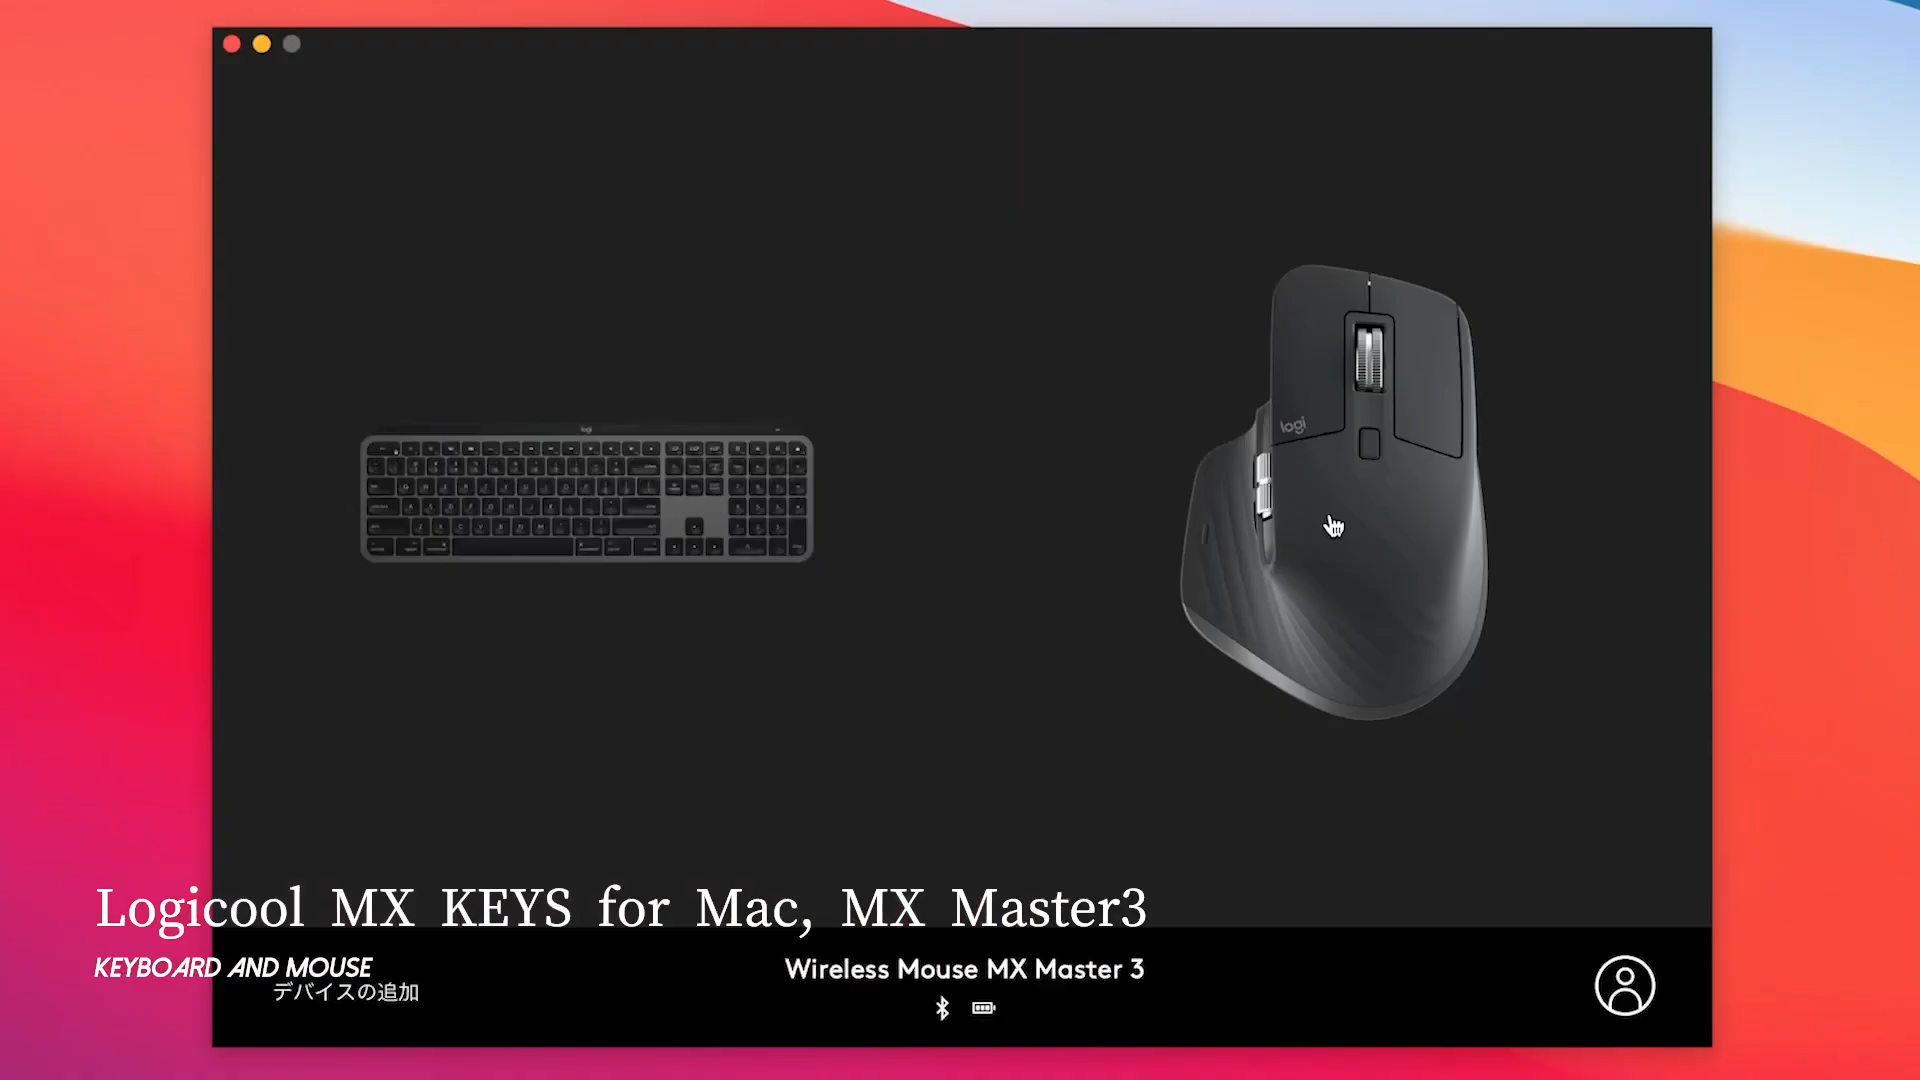 logi
logi
Logicool MX KEYS for Mac, MX Master3
KEYBOARD AND MOUSE
デバイスの追加
Wireless Mouse MX Master 3